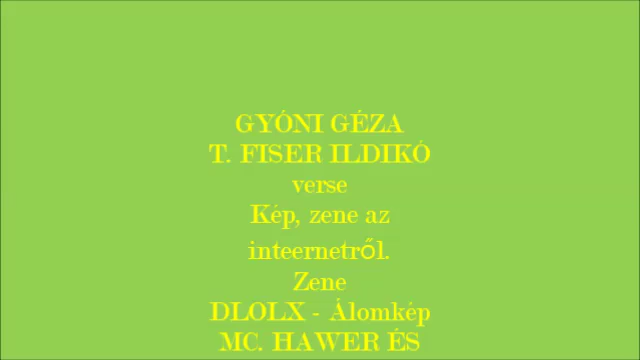 GYÓNI GÉZA
T. FISER ILDIKÓ
verse
Kép, zene az
inteernetről.
Zene
DLOLX - Álomkép
MC. HAWER ÉS